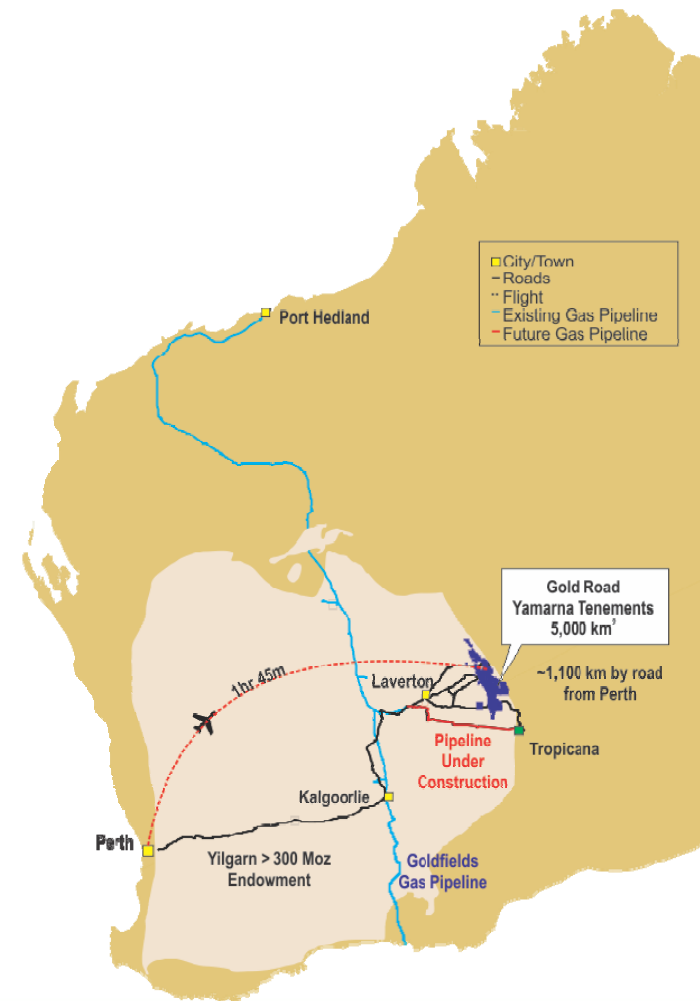 City/Town
Roads
Flight
Existing Gas Pipeline
Future Gas Pipeline
Port Hedland
Gold Road
Yamarna Tenements
5,000 km²
~1,100 km by road
from Perth
1hr 45m
Laverton
Tropicana
Pipeline
Under
Construction
Kalgoorlie
Perth
Yilgarn > 300 Moz
Endowment
Goldfields
Gas Pipeline